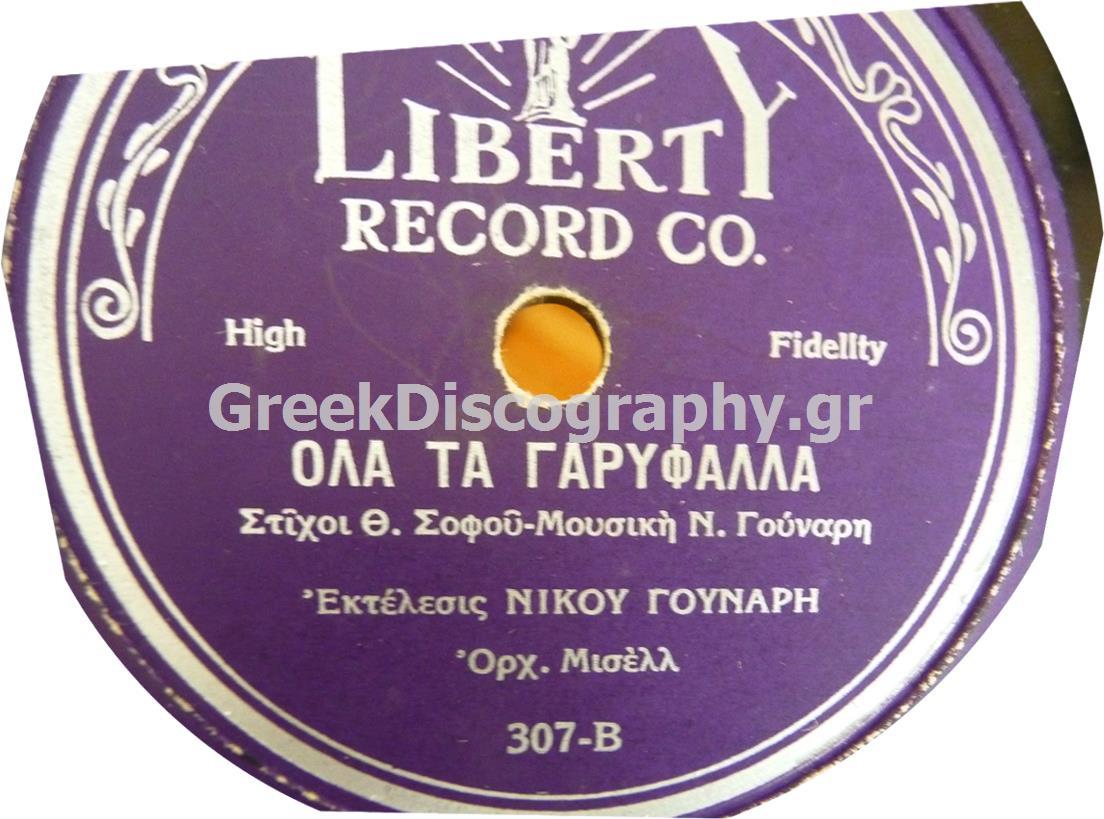 LIBERTY
RECORD CO.
High Fidelity
GreekDiscography.gr
ΟΛΑ ΤΑ ΓΑΡΥΦΑΛΛΑ
Στῖχοι Θ. Σοφοῦ-Μουσικὴ Ν. Γούναρη
Ἐκτέλεσις ΝΙΚΟΥ ΓΟΥΝΑΡΗ
Ὀρχ. Μισὲλλ
307-B